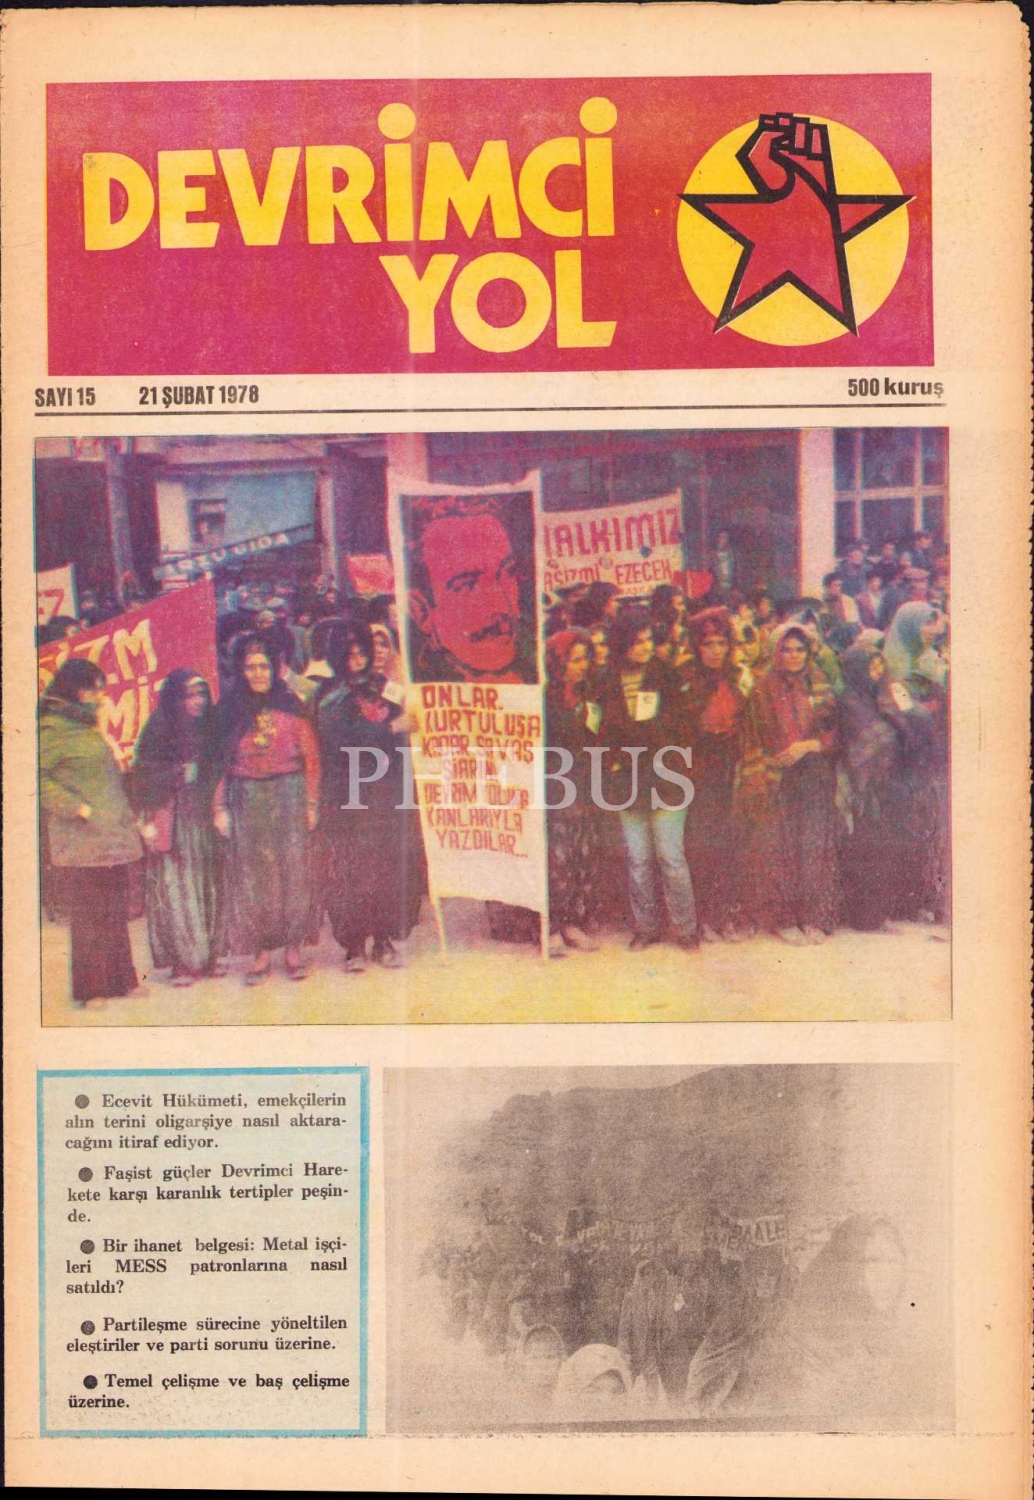 DEVRİMCİ
YOL
SAYI 15 21 ŞUBAT 1978
500 kuruş
GIDA
HALKIMIZ
EZECEK
ONLAR.
KURTULUŞA
KADAR SAVAŞ
ŞİARINI
KANLARIYLA
YAZDILAR...
PHEBUS
● Ecevit Hükümeti, emekçilerin
alın terini oligarşiye nasıl aktara-
cağını itiraf ediyor.
● Faşist güçler Devrimci Hare-
kete karşı karanlık tertipler peşin-
de.
● Bir ihanet belgesi: Metal işçi-
leri MESS patronlarına nasıl
satıldı?
● Partileşme sürecine yöneltilen
eleştiriler ve parti sorunu üzerine.
● Temel çelişme ve baş çelişme
üzerine.